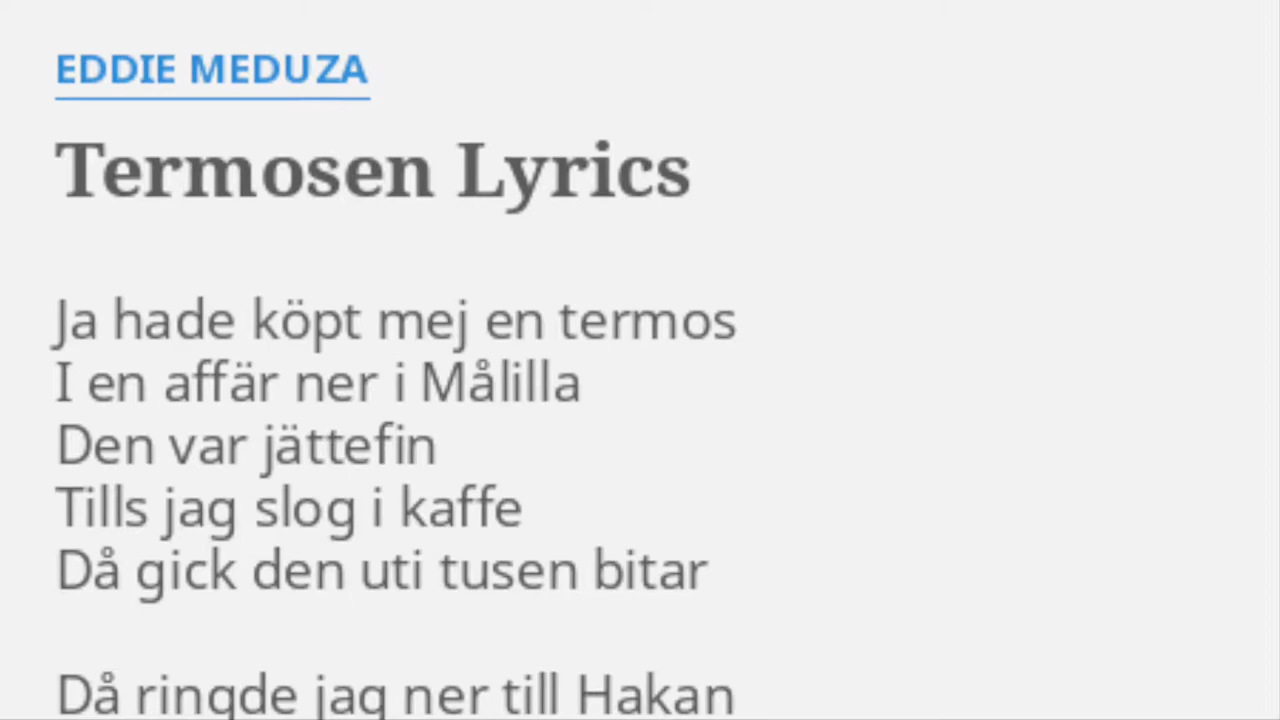 EDDIE MEDUZA
Termosen Lyrics
Ja hade köpt mej en termos
I en affär ner i Målilla
Den var jättefin
Tills jag slog i kaffe
Då gick den uti tusen bitar
Då ringde jag ner till Hakan